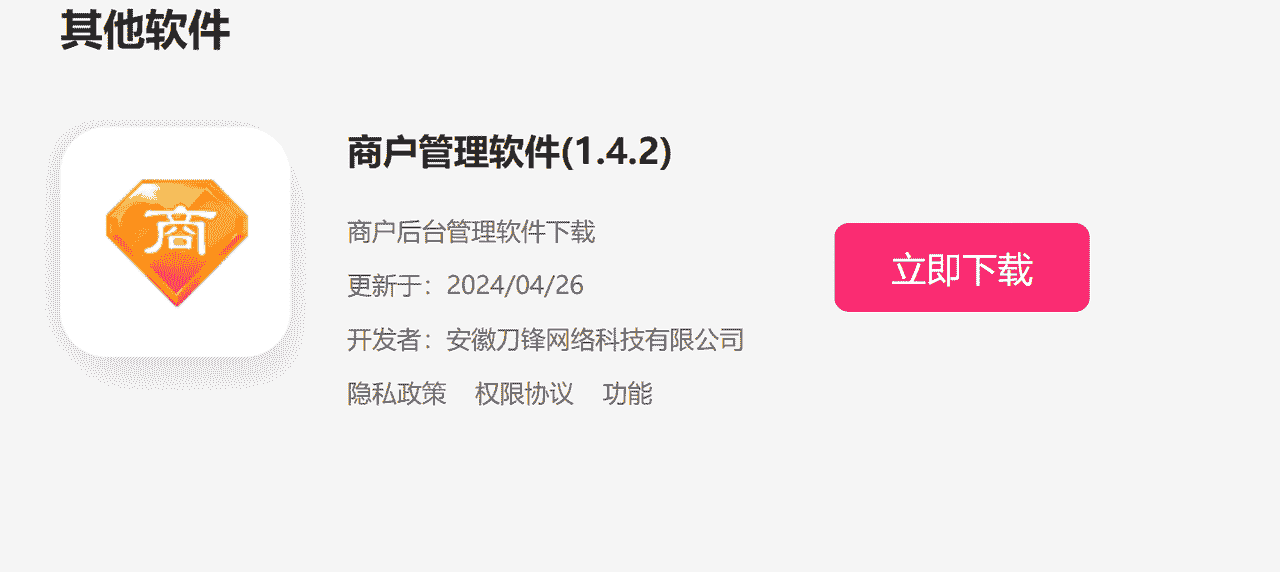 其他软件
商
商户管理软件(1.4.2)
商户后台管理软件下载
更新于：2024/04/26
开发者：安徽刀锋网络科技有限公司
隐私政策 权限协议 功能
立即下载